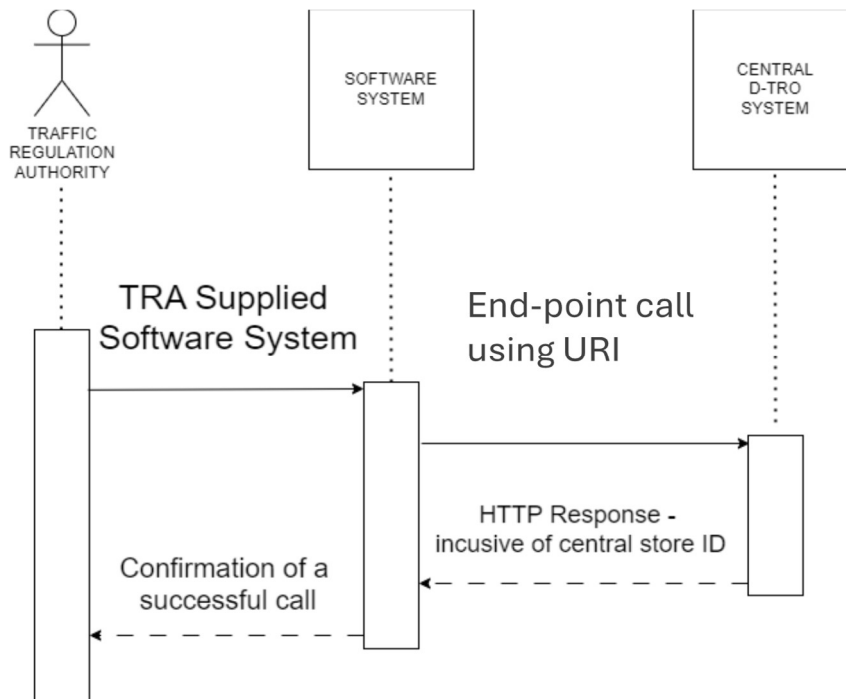 TRAFFIC
REGULATION
AUTHORITY
SOFTWARE
SYSTEM
CENTRAL
D-TRO
SYSTEM
TRA Supplied
Software System
End-point call
using URI
HTTP Response -
incusive of central store ID
Confirmation of a
successful call